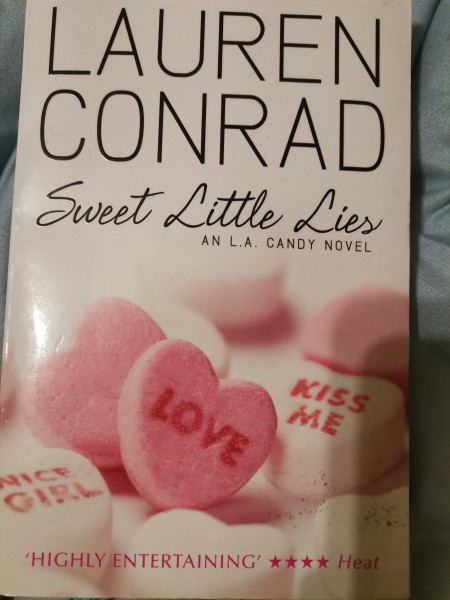 LAUREN
CONRAD
Sweet Little Lies
AN L.A. CANDY NOVEL
LOVE
KISS
ME
NICE
GIRL
'HIGHLY ENTERTAINING' ★★★★ Heat